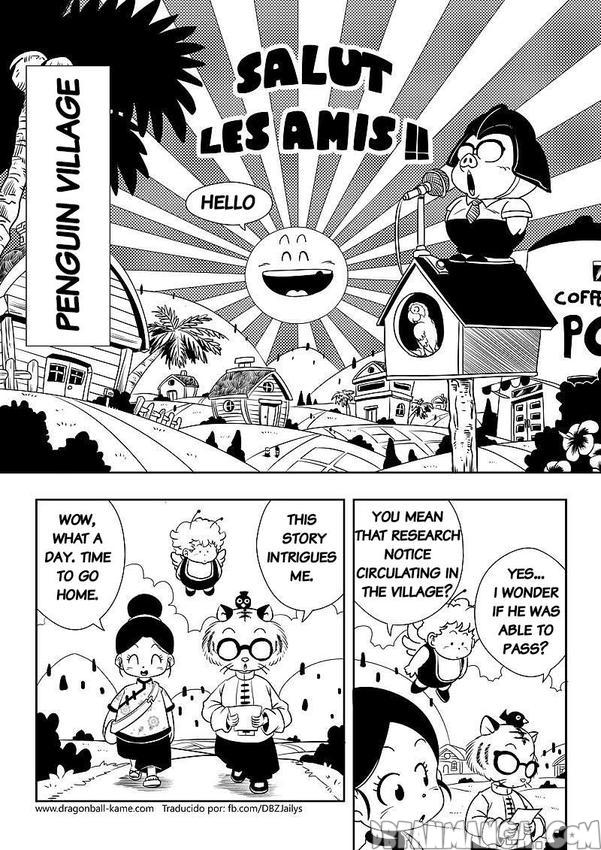 SALUT
LES AMIS !!
PENGUIN VILLAGE
HELLO
COFFE
PO
WOW,
WHAT A
DAY. TIME
TO GO
HOME.
THIS
STORY
INTRIGUES
ME.
YOU MEAN
THAT RESEARCH
NOTICE
CIRCULATING IN
THE VILLAGE?
YES...
I WONDER
IF HE WAS
ABLE TO
PASS?
www.dragonball-kame.com Traducido por: fb.com/DBZJailys
DBFANMANGA.COM